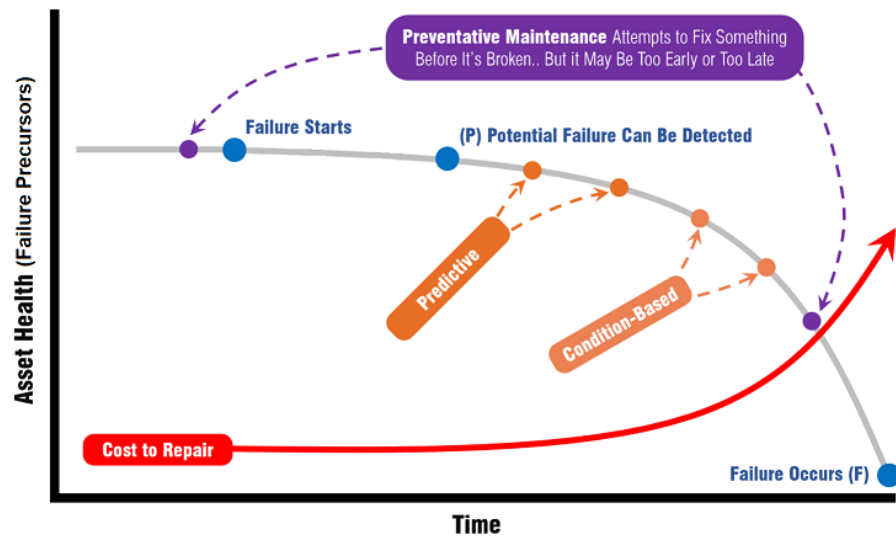 Preventative Maintenance Attempts to Fix Something
Before It's Broken.. But it May Be Too Early or Too Late
Failure Starts
(P) Potential Failure Can Be Detected
Asset Health (Failure Precursors)
Predictive
Condition-Based
Cost to Repair
Failure Occurs (F)
Time